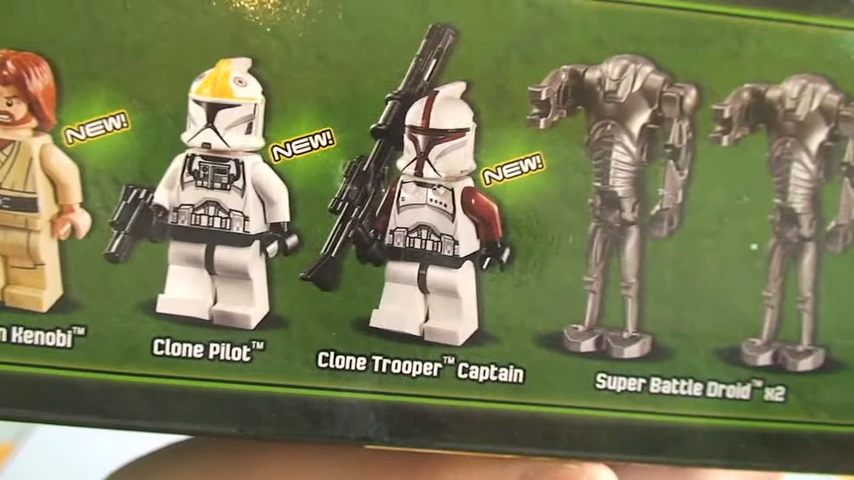 NEW!
NEW!
NEW!
n Kenobi™
Clone Pilot™
Clone Trooper™ Captain
Super Battle Droid™ x2